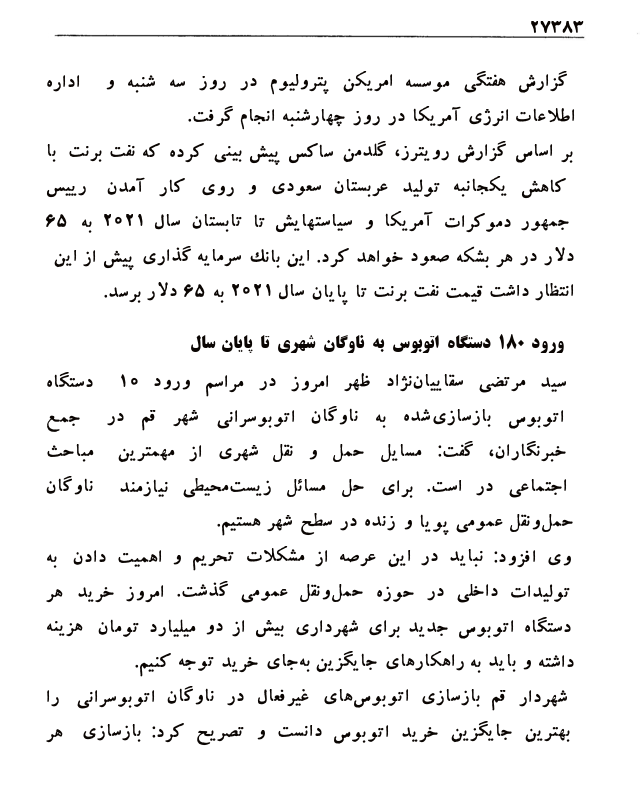 ۲۷۳۸۳
گزارش هفتگی موسسه امریکن پترولیوم در روز سه شنبه و اداره
اطلاعات انرژی آمریکا در روز چهارشنبه انجام گرفت.
بر اساس گزارش رویترز، گلدمن ساکس پیش بینی کرده که نفت برنت با
کاهش یکجانبه تولید عربستان سعودی و روی کار آمدن رییس
جمهور دموکرات آمریکا و سیاستهایش تا تابستان سال ۲۰۲۱ به ۶۵
دلار در هر بشکه صعود خواهد کرد. این بانك سرمایه گذاری پیش از این
انتظار داشت قیمت نفت برنت تا پایان سال ۲۰۲۱ به ۶۵ دلار برسد.
ورود ۱۸۰ دستگاه اتوبوس به ناوگان شهری تا پایان سال
سید مرتضی سقاییان‌نژاد ظهر امروز در مراسم ورود ۱۰ دستگاه
اتوبوس بازسازی‌شده به ناوگان اتوبوسرانی شهر قم در جمع
خبرنگاران، گفت: مسایل حمل و نقل شهری از مهمترین مباحث
اجتماعی در است. برای حل مسائل زیست‌محیطی نیازمند ناوگان
حمل‌ونقل عمومی پویا و زنده در سطح شهر هستیم.
وی افزود: نباید در این عرصه از مشکلات تحریم و اهمیت دادن به
تولیدات داخلی در حوزه حمل‌ونقل عمومی گذشت. امروز خرید هر
دستگاه اتوبوس جدید برای شهرداری بیش از دو میلیارد تومان هزینه
داشته و باید به راهکارهای جایگزین به‌جای خرید توجه کنیم.
شهردار قم بازسازی اتوبوس‌های غیرفعال در ناوگان اتوبوسرانی را
بهترین جایگزین خرید اتوبوس دانست و تصریح کرد: بازسازی هر